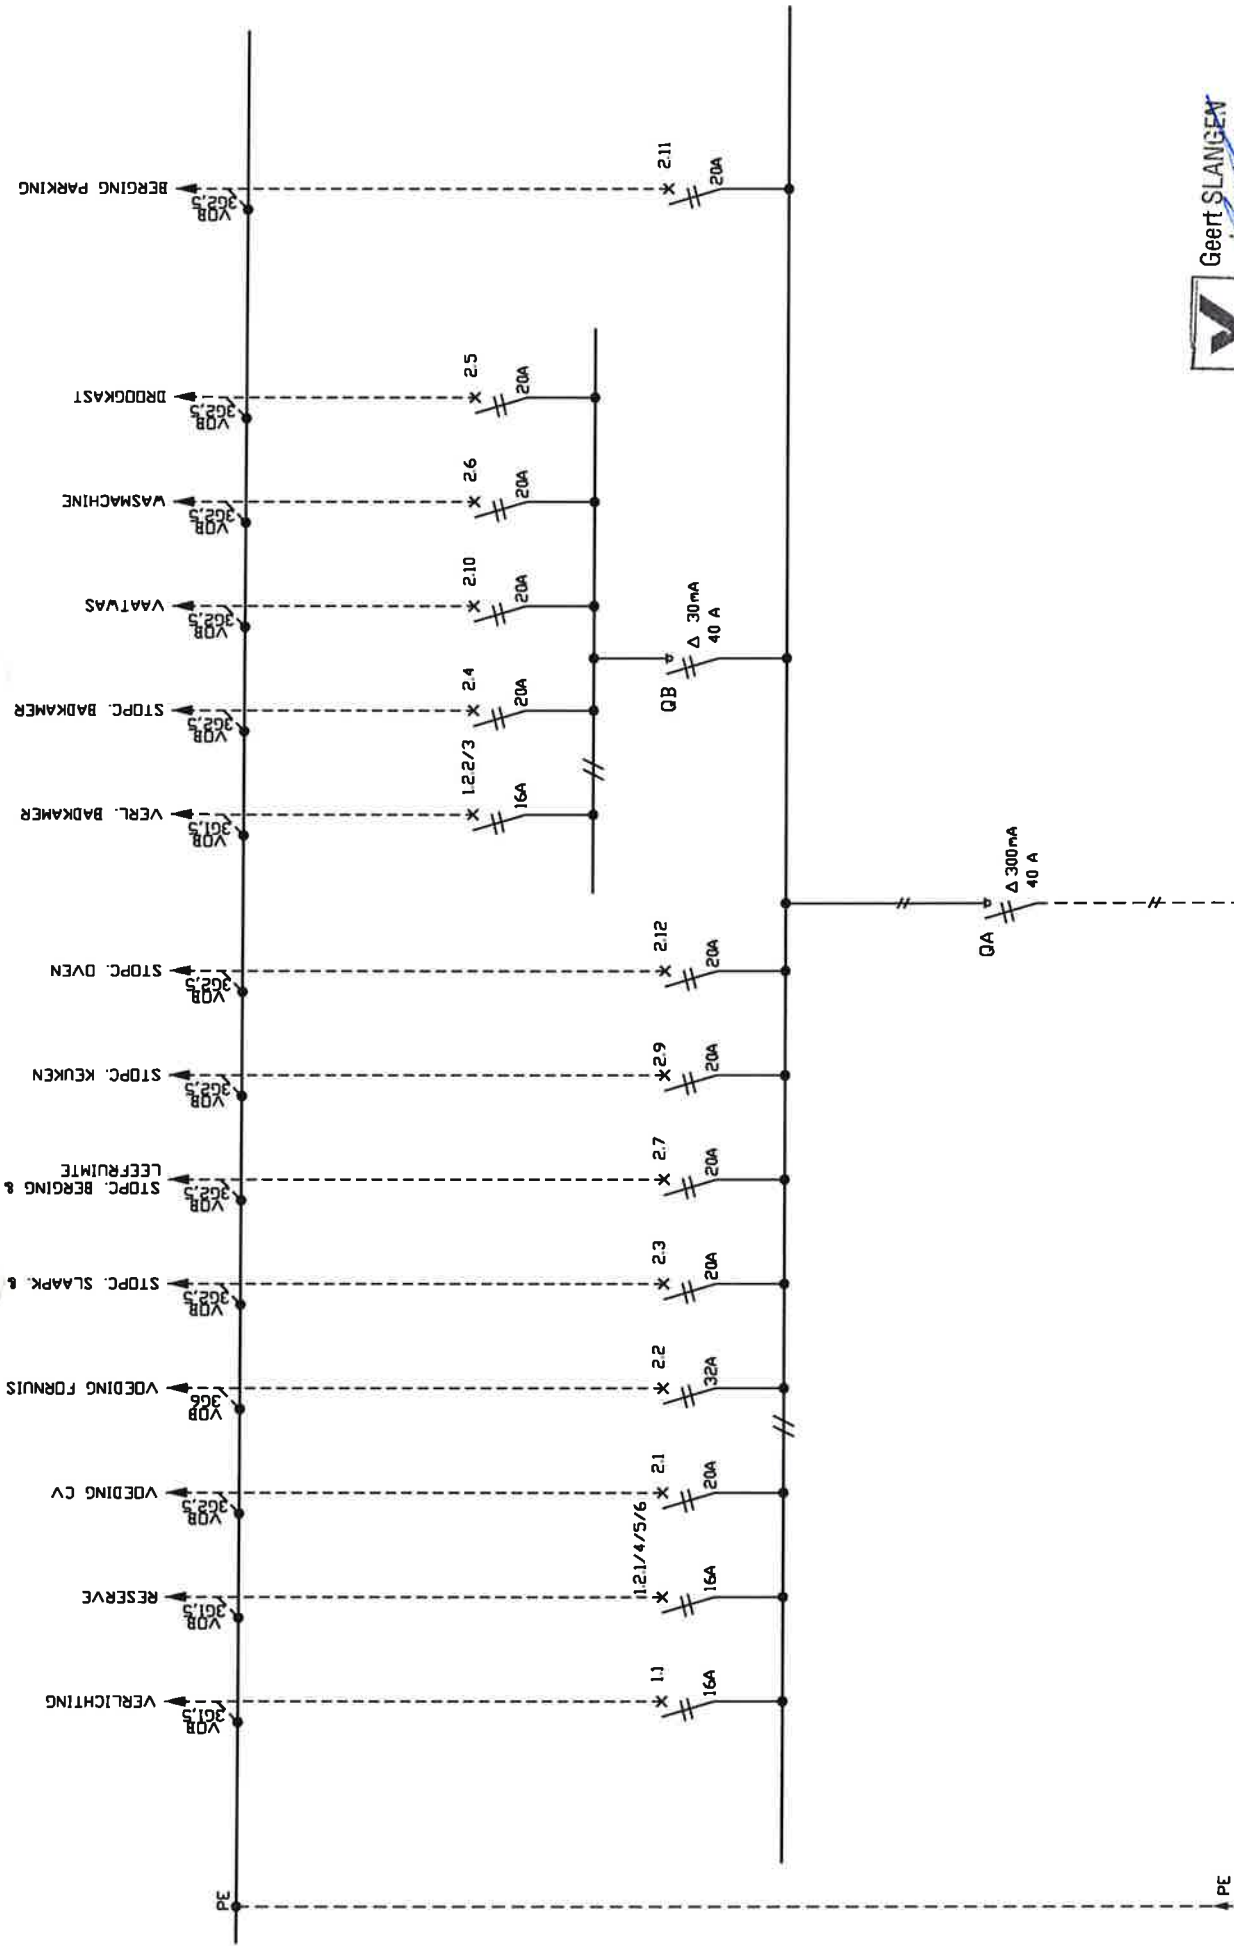 BERGING PARKING
VOB
3G2,5
2.11
20A
DROOGKAST
VOB
3G2,5
2.5
20A
WASMACHINE
VOB
3G2,5
2.6
20A
VAATWAS
VOB
3G2,5
2.10
20A
STOPC. BADKAMER
VOB
3G2,5
2.4
20A
VERL. BADKAMER
VOB
3G1,5
1.2.2/3
16A
QB
Δ 30mA
40 A
STOPC. OVEN
VOB
3G2,5
2.12
20A
STOPC. KEUKEN
VOB
3G2,5
2.9
20A
STOPC. BERGING &
LEEFRUIMTE
VOB
3G2,5
2.7
20A
STOPC. SLAAPK. &
VOB
3G2,5
2.3
20A
VOEDING FORNUIS
VOB
3G6
2.2
32A
VOEDING CV
VOB
3G2,5
2.1
20A
RESERVE
VOB
3G1,5
1.2.1/4/5/6
16A
VERLICHTING
VOB
3G1,5
1.1
16A
QA
Δ 300mA
40 A
PE
PE
Geert SLANGEN